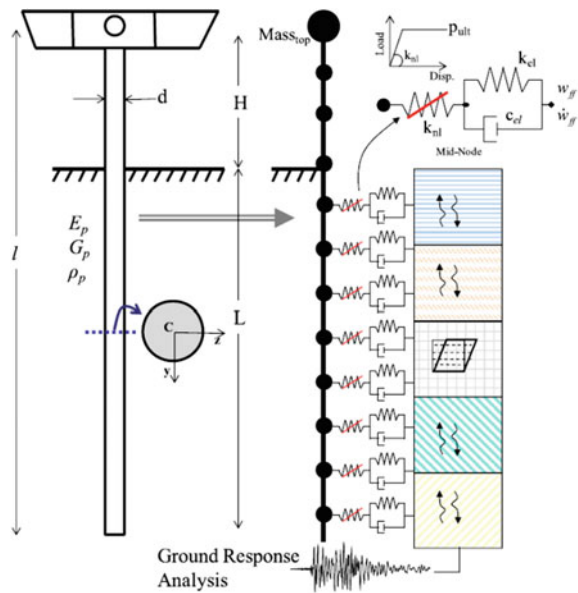 Mass_top
Load
k_nl
p_ult
Disp.
k_el
w_ff
ẇ_ff
k_nl
c_el
Mid-Node
d
H
l
E_p
G_p
ρ_p
C
z
y
L
Ground Response
Analysis